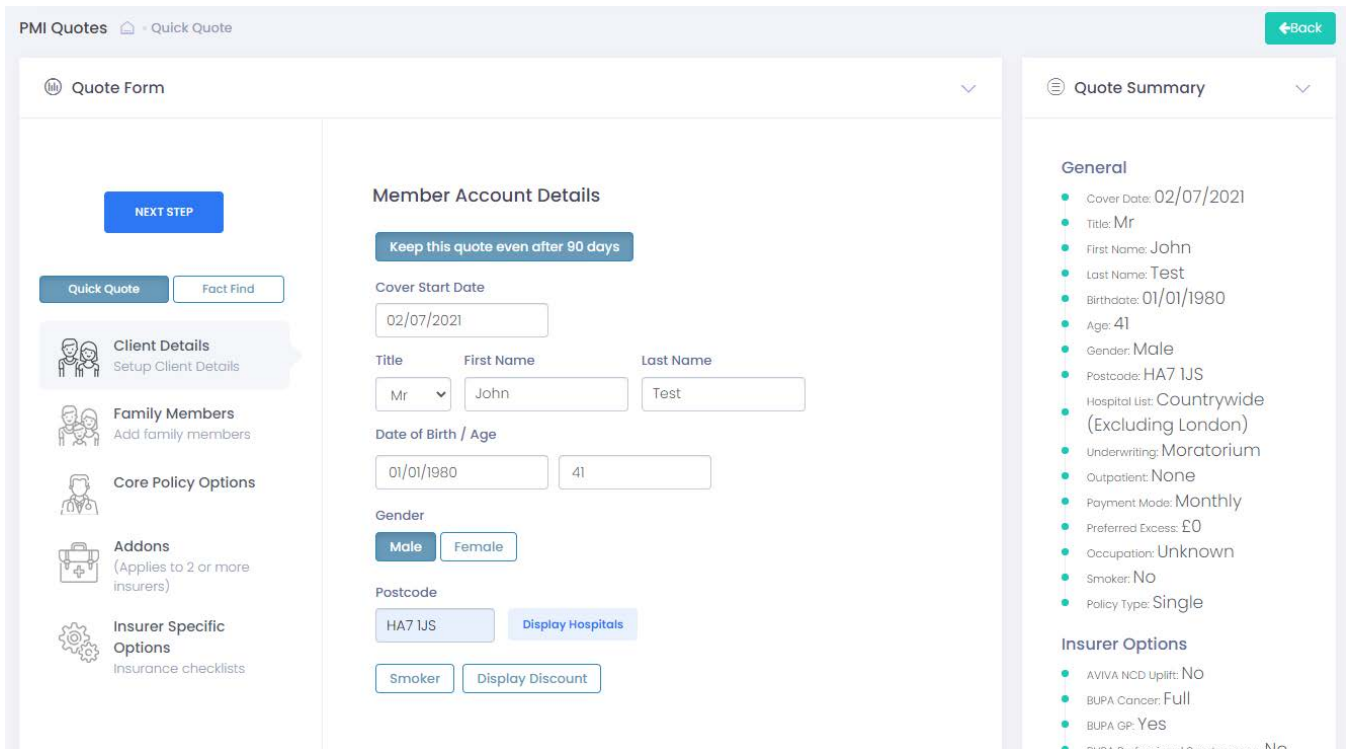 PMI Quotes • Quick Quote
Back
Quote Form
NEXT STEP
Quick Quote
Fact Find
Client Details
Setup Client Details
Family Members
Add family members
Core Policy Options
Addons
(Applies to 2 or more
insurers)
Insurer Specific
Options
Insurance checklists
Member Account Details
Keep this quote even after 90 days
Cover Start Date
02/07/2021
Title First Name Last Name
Mr John Test
Date of Birth / Age
01/01/1980 41
Gender
Male Female
Postcode
HA7 1JS Display Hospitals
Smoker Display Discount
Quote Summary
General
Cover Date: 02/07/2021
Title: Mr
First Name: John
Last Name: Test
Birthdate: 01/01/1980
Age: 41
Gender: Male
Postcode: HA7 1JS
Hospital List: Countrywide
(Excluding London)
Underwriting: Moratorium
Outpatient: None
Payment Mode: Monthly
Preferred Excess: £0
Occupation: Unknown
Smoker: No
Policy Type: Single
Insurer Options
AVIVA NCD Uplift: No
BUPA Cancer: Full
BUPA GP: Yes
No